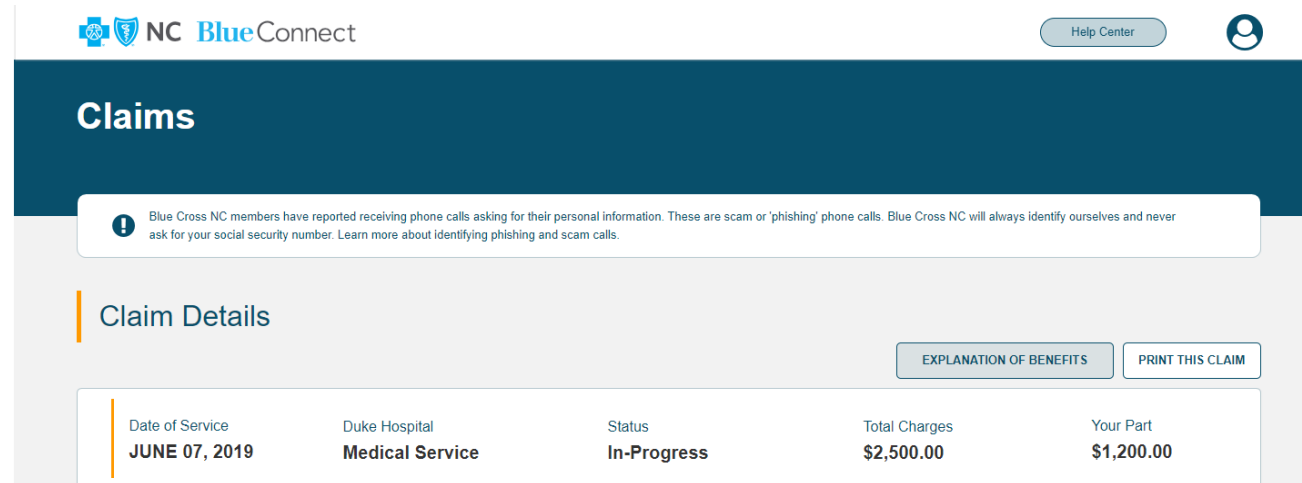 NC Blue Connect
Help Center
Claims
Blue Cross NC members have reported receiving phone calls asking for their personal information. These are scam or 'phishing' phone calls. Blue Cross NC will always identify ourselves and never
ask for your social security number. Learn more about identifying phishing and scam calls.
Claim Details
EXPLANATION OF BENEFITS
PRINT THIS CLAIM
Date of Service
JUNE 07, 2019
Duke Hospital
Medical Service
Status
In-Progress
Total Charges
$2,500.00
Your Part
$1,200.00